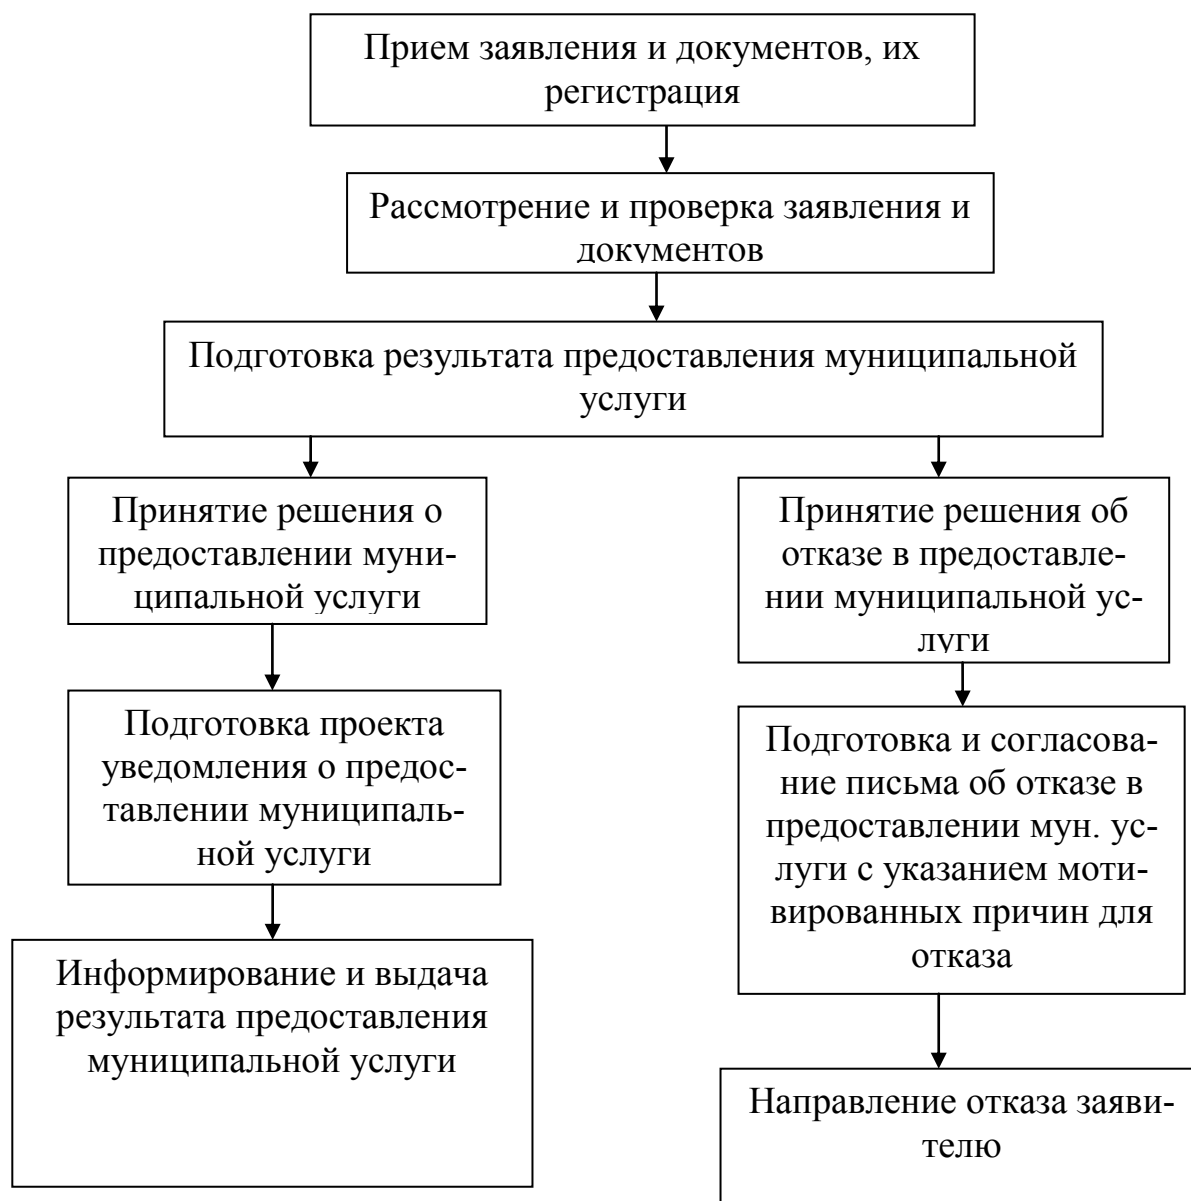 Прием заявления и документов, их
регистрация
Рассмотрение и проверка заявления и
документов
Подготовка результата предоставления муниципальной
услуги
Принятие решения о
предоставлении муни-
ципальной услуги
Подготовка проекта
уведомления о предос-
тавлении муниципаль-
ной услуги
Информирование и выдача
результата предоставления
муниципальной услуги
Принятие решения об
отказе в предоставле-
нии муниципальной ус-
луги
Подготовка и согласова-
ние письма об отказе в
предоставлении мун. ус-
луги с указанием моти-
вированных причин для
отказа
Направление отказа заяви-
телю